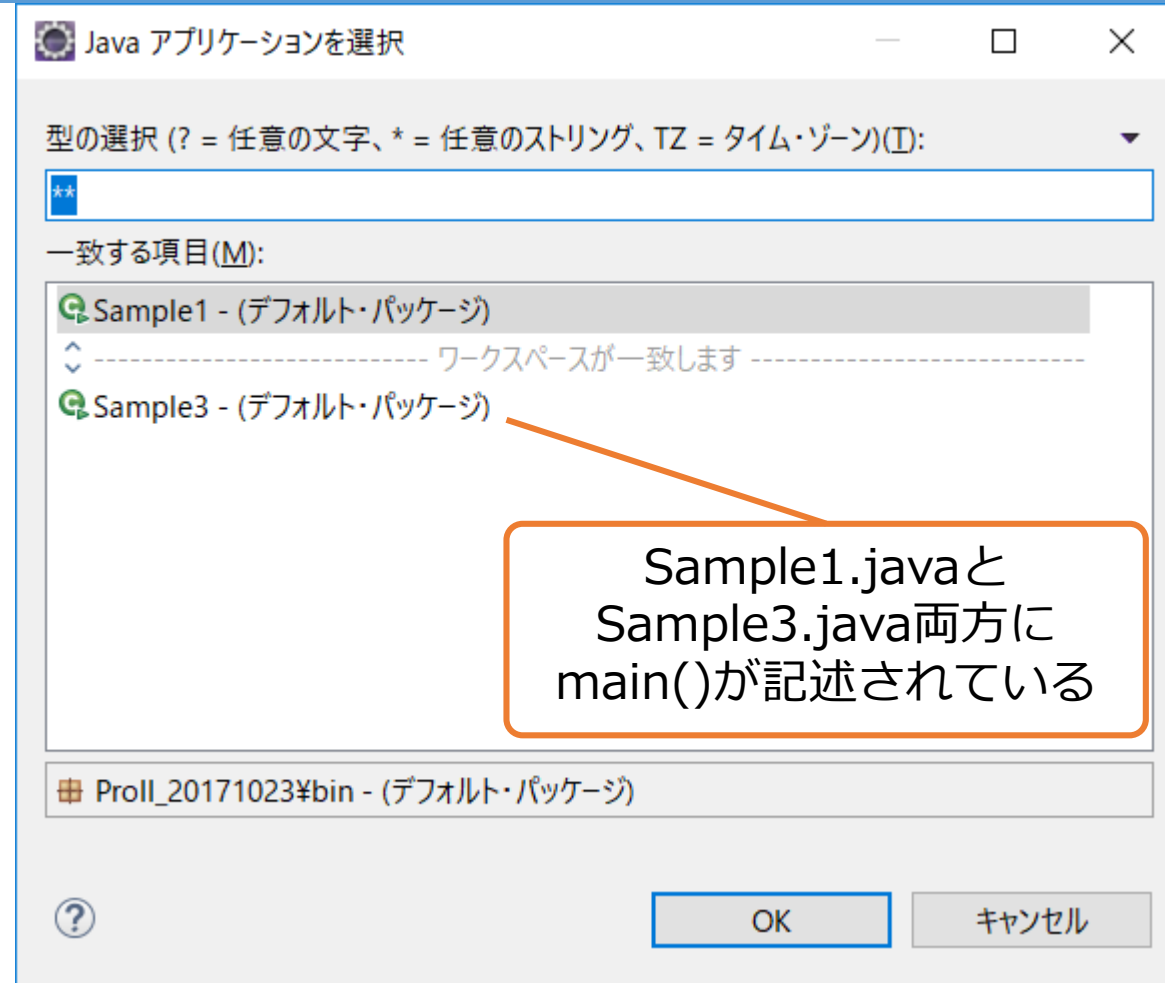 Java アプリケーションを選択
型の選択 (? = 任意の文字、* = 任意のストリング、TZ = タイム・ゾーン)(T):
**
一致する項目(M):
Sample1 - (デフォルト・パッケージ)
---------------------------- ワークスペースが一致します ----------------------------
Sample3 - (デフォルト・パッケージ)
Sample1.javaと
Sample3.java両方に
main()が記述されている
ProII_20171023¥bin - (デフォルト・パッケージ)
?
OK
キャンセル